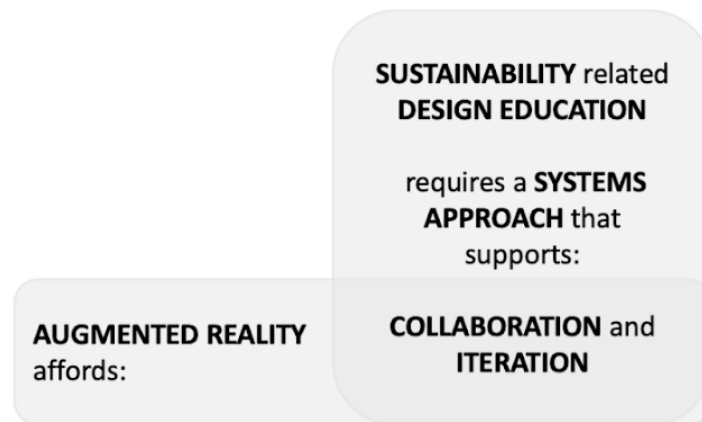 SUSTAINABILITY related
DESIGN EDUCATION
requires a SYSTEMS
APPROACH that
supports:
AUGMENTED REALITY
affords:
COLLABORATION and
ITERATION